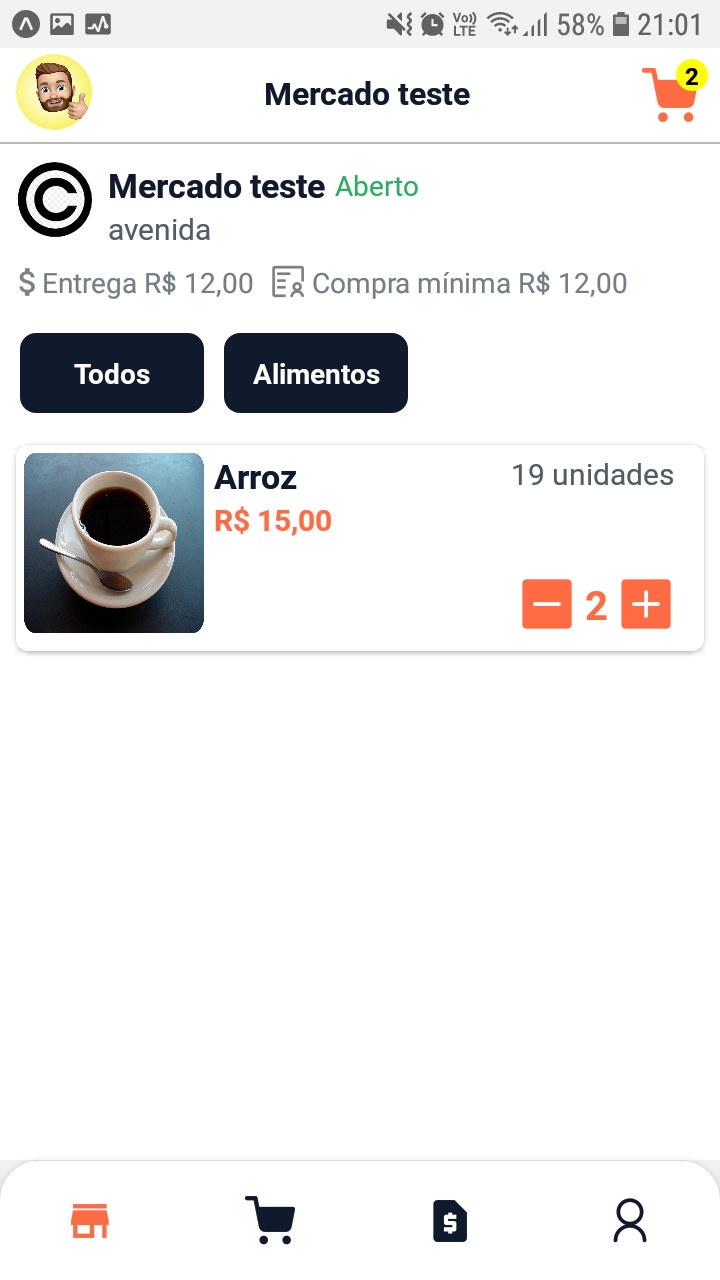 Vo)) LTE 58% 21:01
Mercado teste
2
Mercado teste Aberto
avenida
$ Entrega R$ 12,00 Compra mínima R$ 12,00
Todos
Alimentos
Arroz
19 unidades
R$ 15,00
2